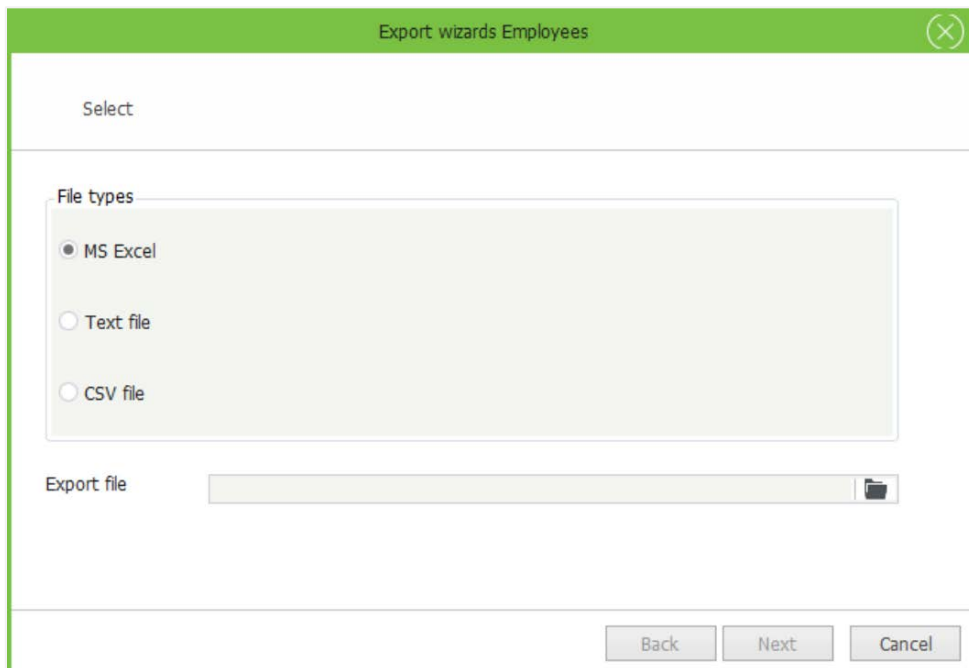 Export wizards Employees
Select
File types
MS Excel
Text file
CSV file
Export file
Back Next Cancel